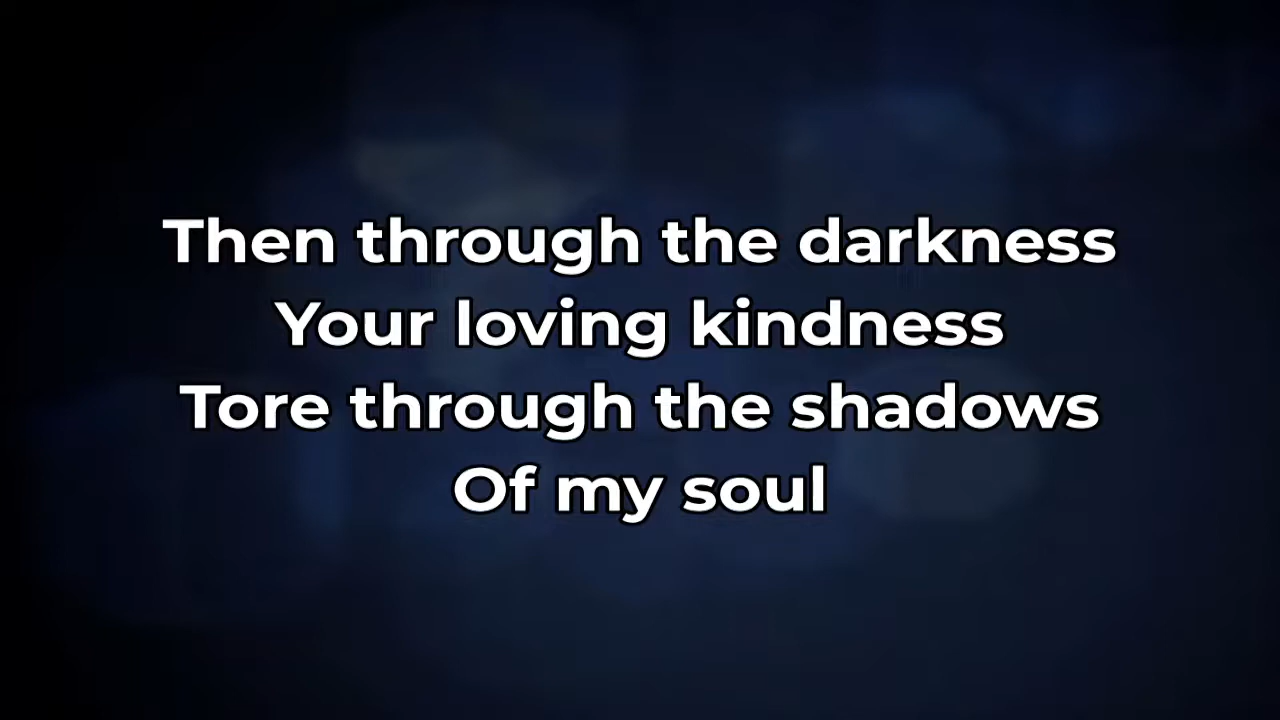 Then through the darkness
Your loving kindness
Tore through the shadows
Of my soul